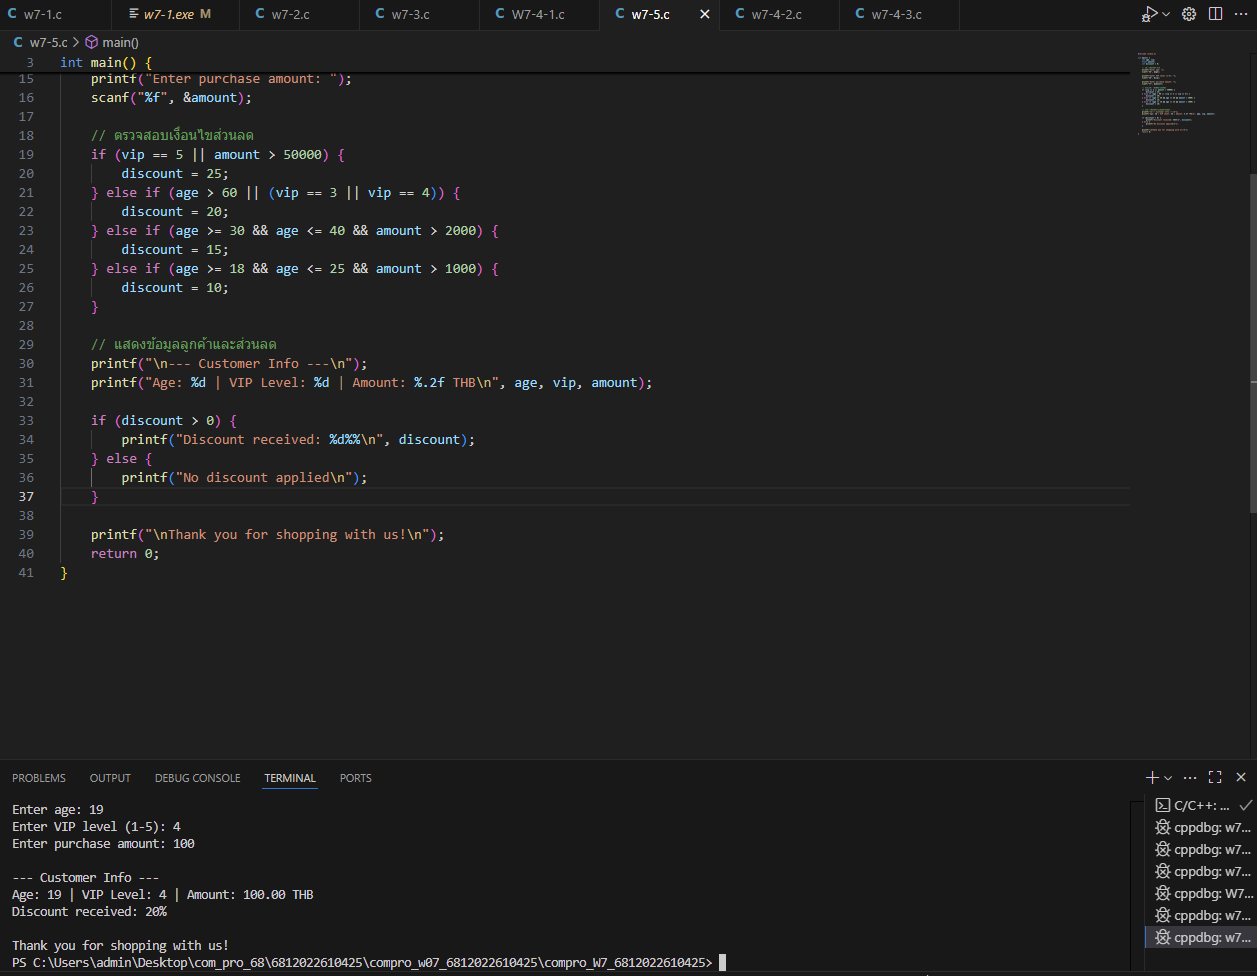 w7-1.c
w7-1.exe M
w7-2.c
w7-3.c
W7-4-1.c
w7-5.c
w7-4-2.c
w7-4-3.c
w7-5.c > main()
3 int main() {
15 printf("Enter purchase amount: ");
16 scanf("%f", &amount);
17
18 // ตรวจสอบเงื่อนไขส่วนลด
19 if (vip == 5 || amount > 50000) {
20 discount = 25;
21 } else if (age > 60 || (vip == 3 || vip == 4)) {
22 discount = 20;
23 } else if (age >= 30 && age <= 40 && amount > 2000) {
24 discount = 15;
25 } else if (age >= 18 && age <= 25 && amount > 1000) {
26 discount = 10;
27 }
28
29 // แสดงข้อมูลลูกค้าและส่วนลด
30 printf("\n--- Customer Info ---\n");
31 printf("Age: %d | VIP Level: %d | Amount: %.2f THB\n", age, vip, amount);
32
33 if (discount > 0) {
34 printf("Discount received: %d%%\n", discount);
35 } else {
36 printf("No discount applied\n");
37 }
38
39 printf("\nThank you for shopping with us!\n");
40 return 0;
41 }
PROBLEMS OUTPUT DEBUG CONSOLE TERMINAL PORTS
Enter age: 19
Enter VIP level (1-5): 4
Enter purchase amount: 100
--- Customer Info ---
Age: 19 | VIP Level: 4 | Amount: 100.00 THB
Discount received: 20%
Thank you for shopping with us!
PS C:\Users\admin\Desktop\com_pro_68\6812022610425\compro_w07_6812022610425\compro_W7_6812022610425>
C/C++: ...
cppdbg: w7...
cppdbg: w7...
cppdbg: w7...
cppdbg: W7...
cppdbg: w7...
cppdbg: w7...